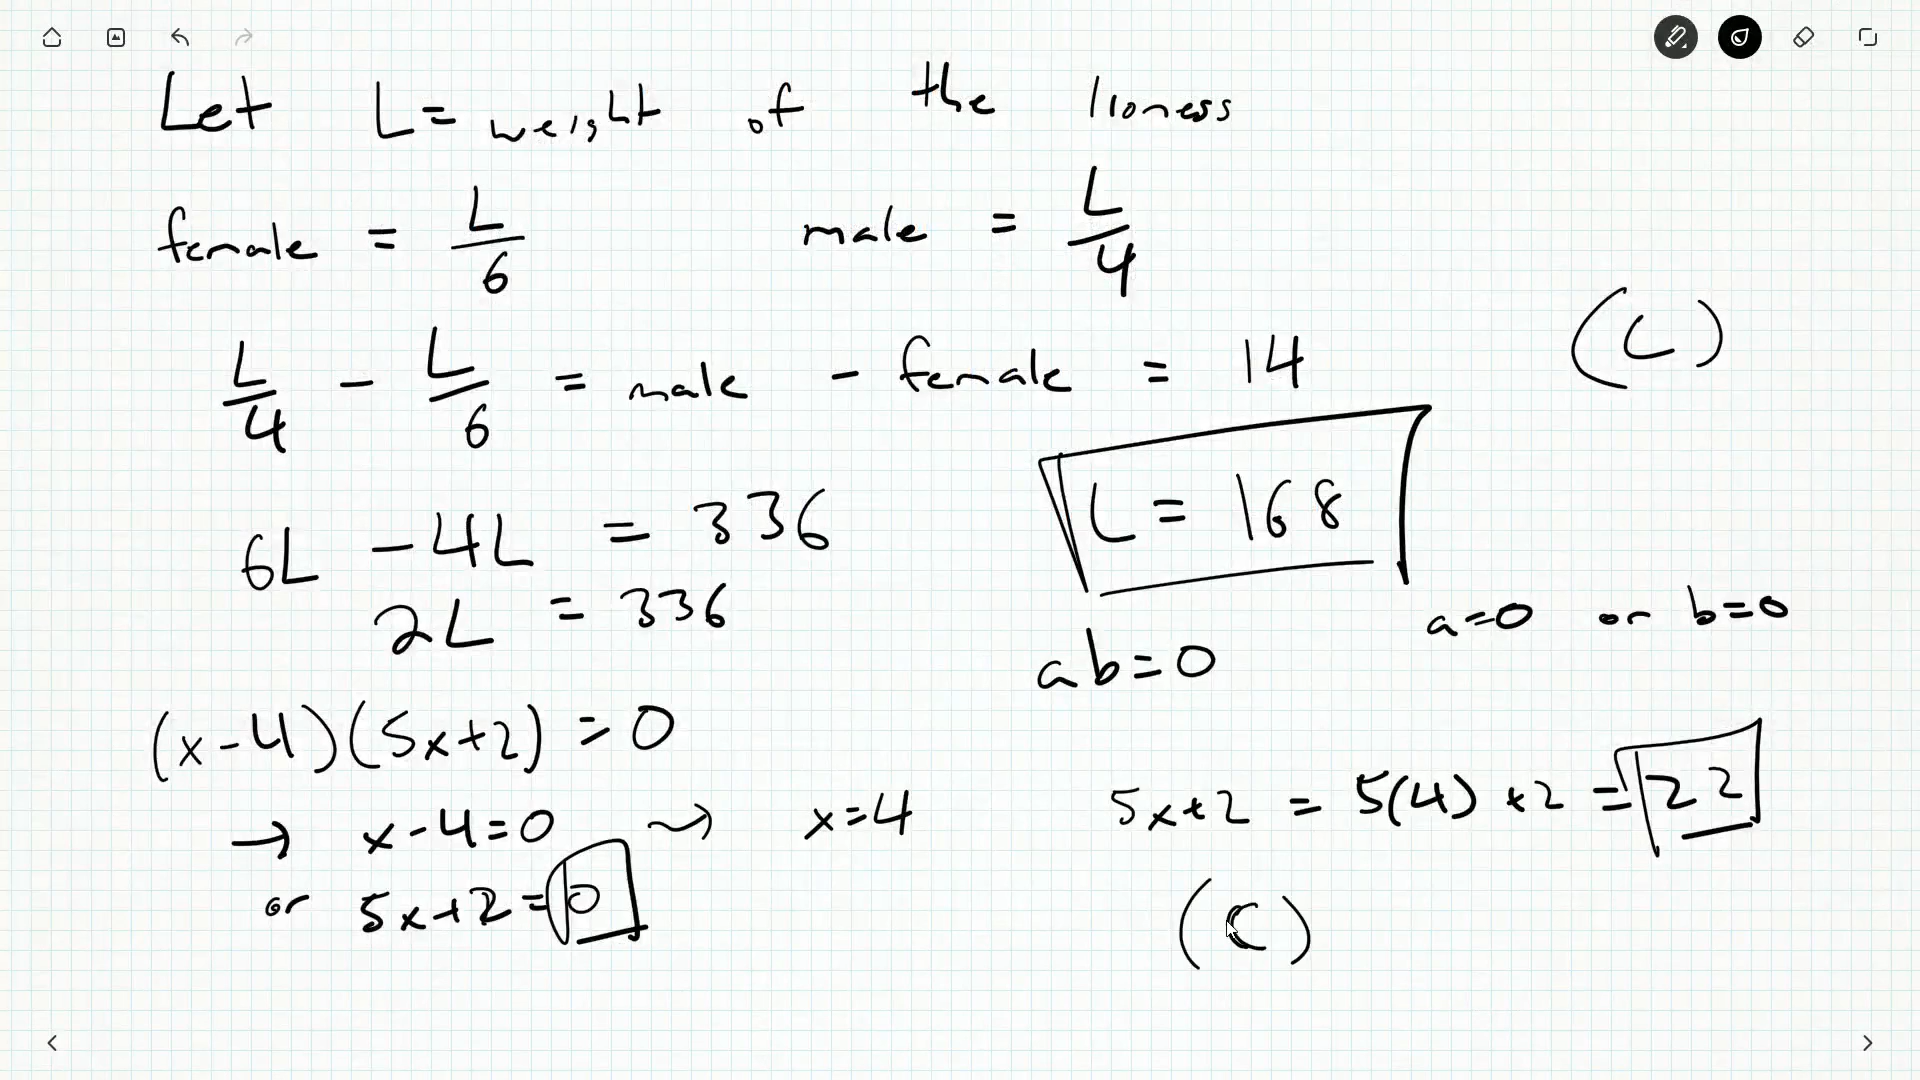 Let L = weight of the lioness
female = L/6 male = L/4
L/4 - L/6 = male - female = 14
(C)
6L - 4L = 336
L = 168
2L = 336
a=0 or b=0
ab=0
(x-4)(5x+2) = 0
→ x-4=0 → x=4
5x+2 = 5(4)+2 = 22
or 5x+2=0
(C)